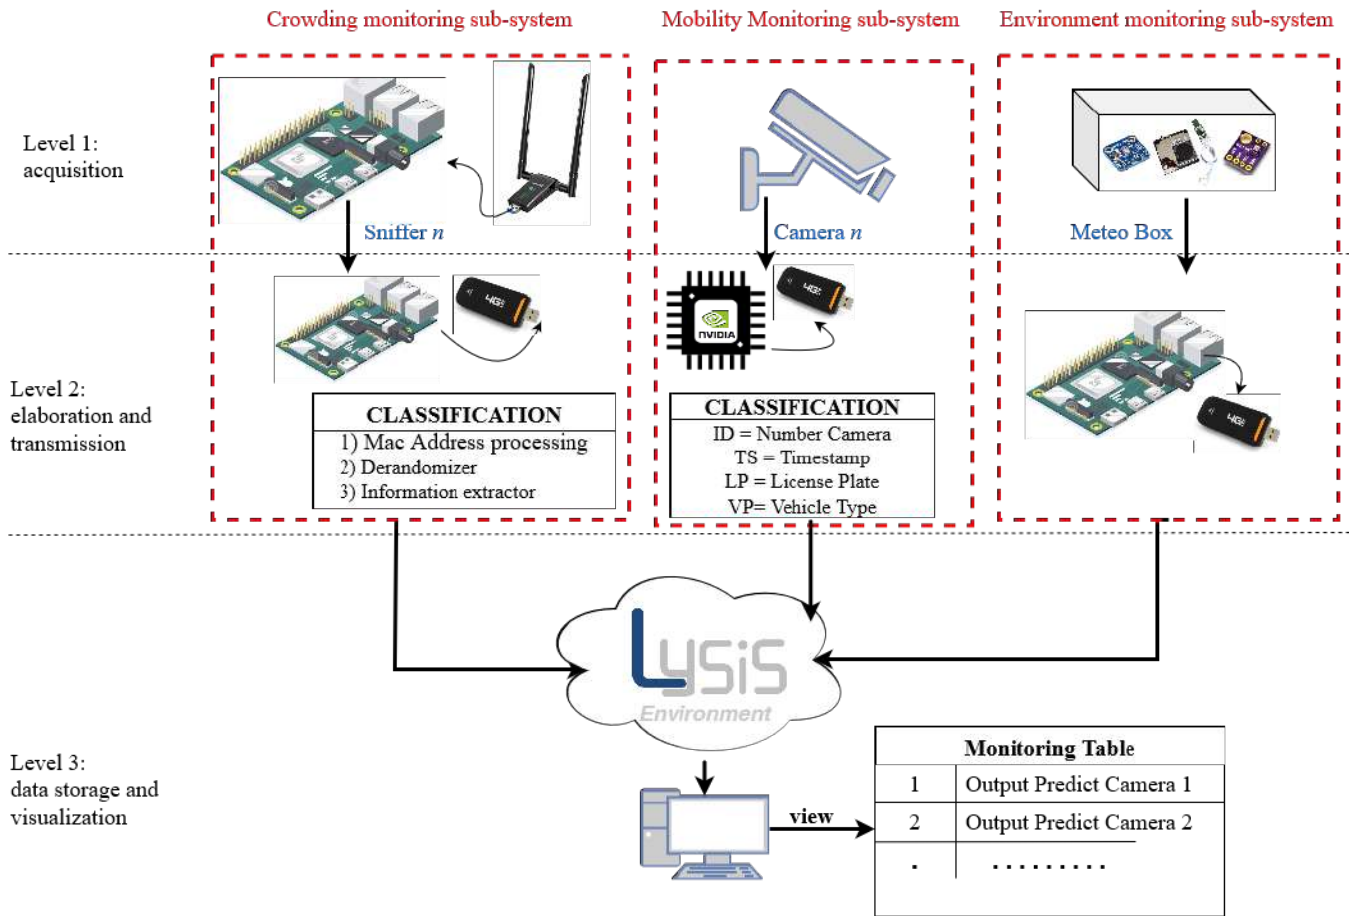 Crowding monitoring sub-system
Mobility Monitoring sub-system
Environment monitoring sub-system
Level 1:
acquisition
Sniffer n
Camera n
Meteo Box
4G
NVIDIA
4G
4G
Level 2:
elaboration and
transmission
CLASSIFICATION
1) Mac Address processing
2) Derandomizer
3) Information extractor
CLASSIFICATION
ID = Number Camera
TS = Timestamp
LP = License Plate
VP= Vehicle Type
Lysis
Environment
Level 3:
data storage and
visualization
view
Monitoring Table
1 Output Predict Camera 1
2 Output Predict Camera 2
. . . . . . . . . .